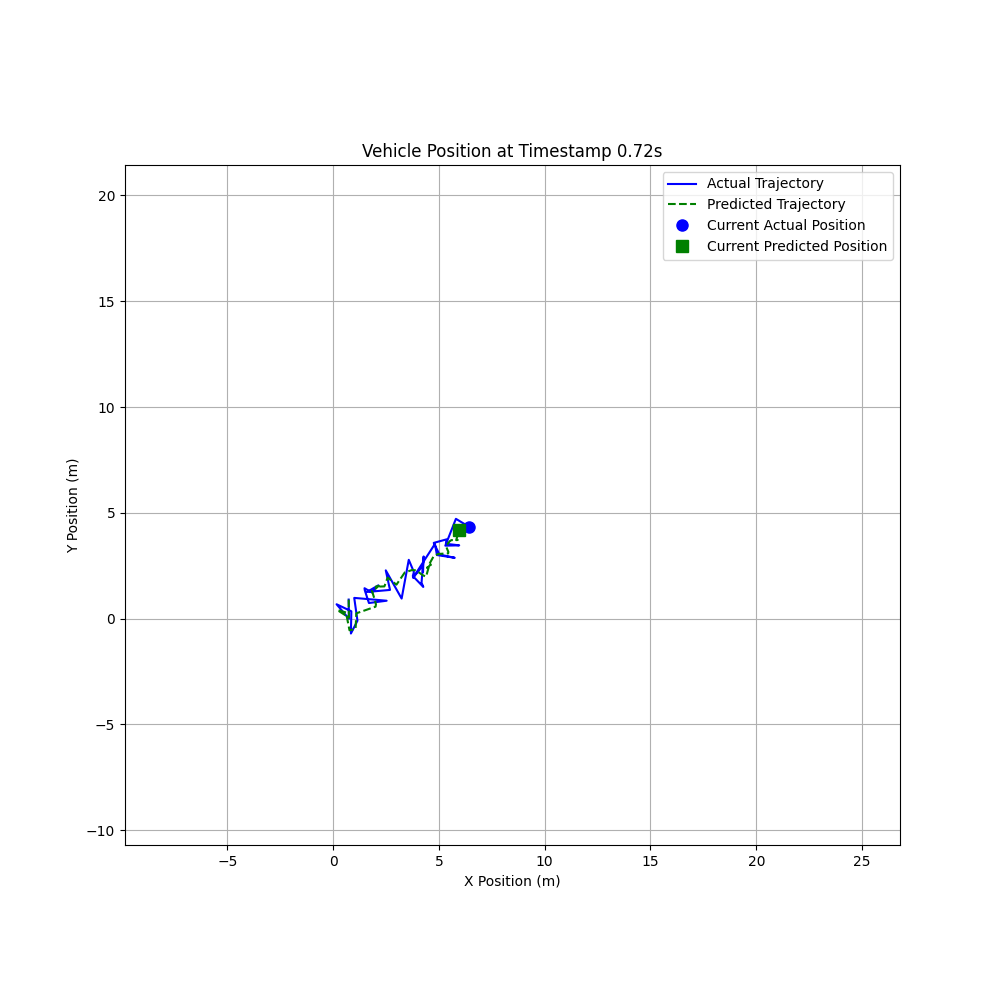 Vehicle Position at Timestamp 0.72s
Actual Trajectory
Predicted Trajectory
Current Actual Position
Current Predicted Position
20
15
10
5
0
−5
−10
Y Position (m)
−5
0
5
10
15
20
25
X Position (m)